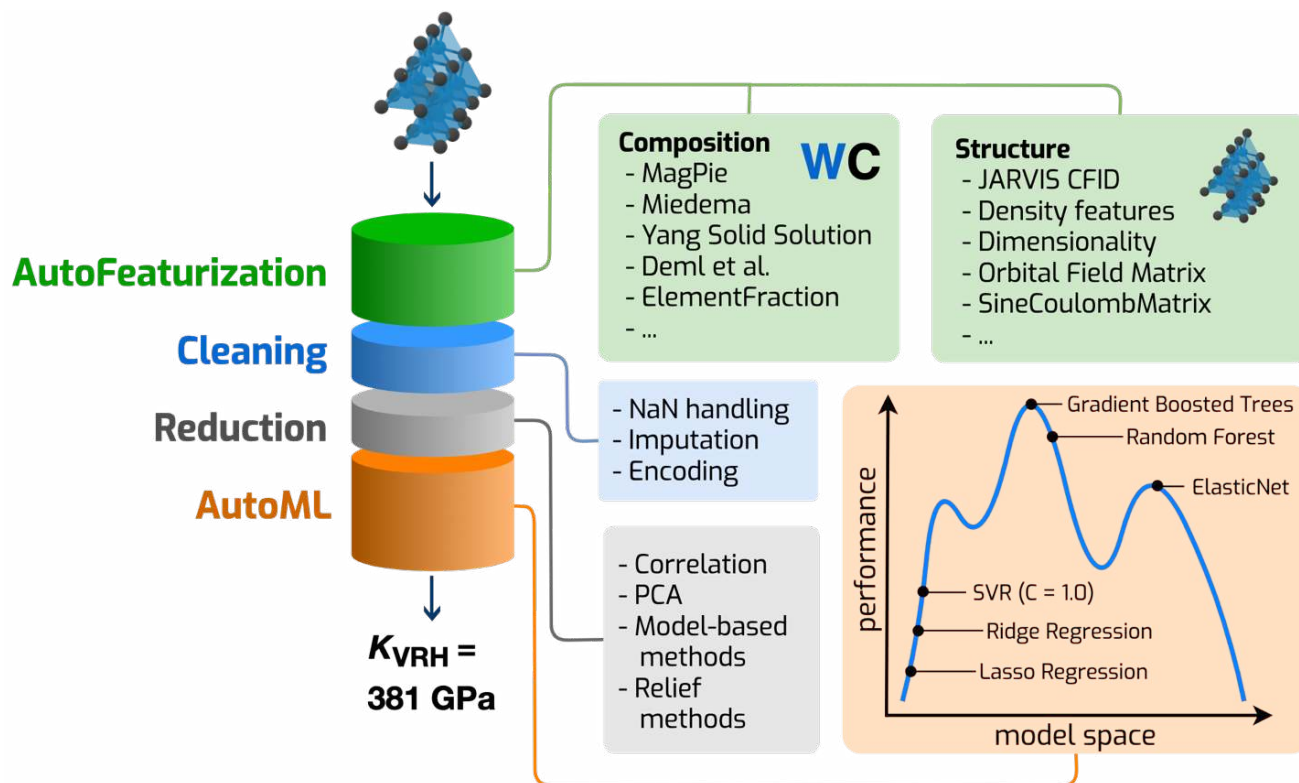 AutoFeaturization
Cleaning
Reduction
AutoML
K VRH =
381 GPa
Composition
WC
- MagPie
- Miedema
- Yang Solid Solution
- Deml et al.
- ElementFraction
- ...
Structure
- JARVIS CFID
- Density features
- Dimensionality
- Orbital Field Matrix
- SineCoulombMatrix
- ...
- NaN handling
- Imputation
- Encoding
- Correlation
- PCA
- Model-based
methods
- Relief
methods
performance
Gradient Boosted Trees
Random Forest
ElasticNet
SVR (C = 1.0)
Ridge Regression
Lasso Regression
model space